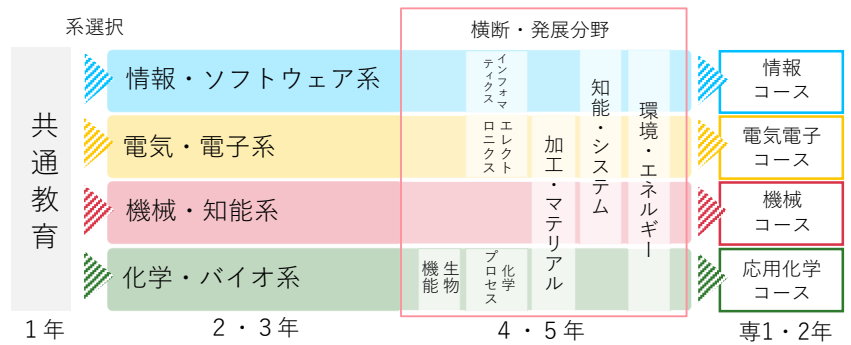 系選択
横断・発展分野
共通教育
情報・ソフトウェア系
電気・電子系
機械・知能系
化学・バイオ系
インフォマ
ティクス
エレクト
ロニクス
生物
機能
化学
プロセス
加工・マテリアル
知能・システム
環境・エネルギー
情報
コース
電気電子
コース
機械
コース
応用化学
コース
1年
2・3年
4・5年
専1・2年